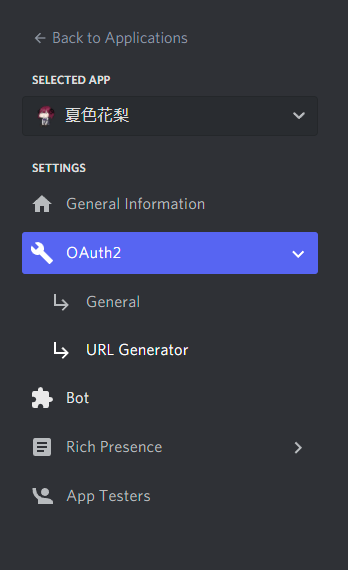 Back to Applications
SELECTED APP
夏色花梨
SETTINGS
General Information
OAuth2
General
URL Generator
Bot
Rich Presence
App Testers